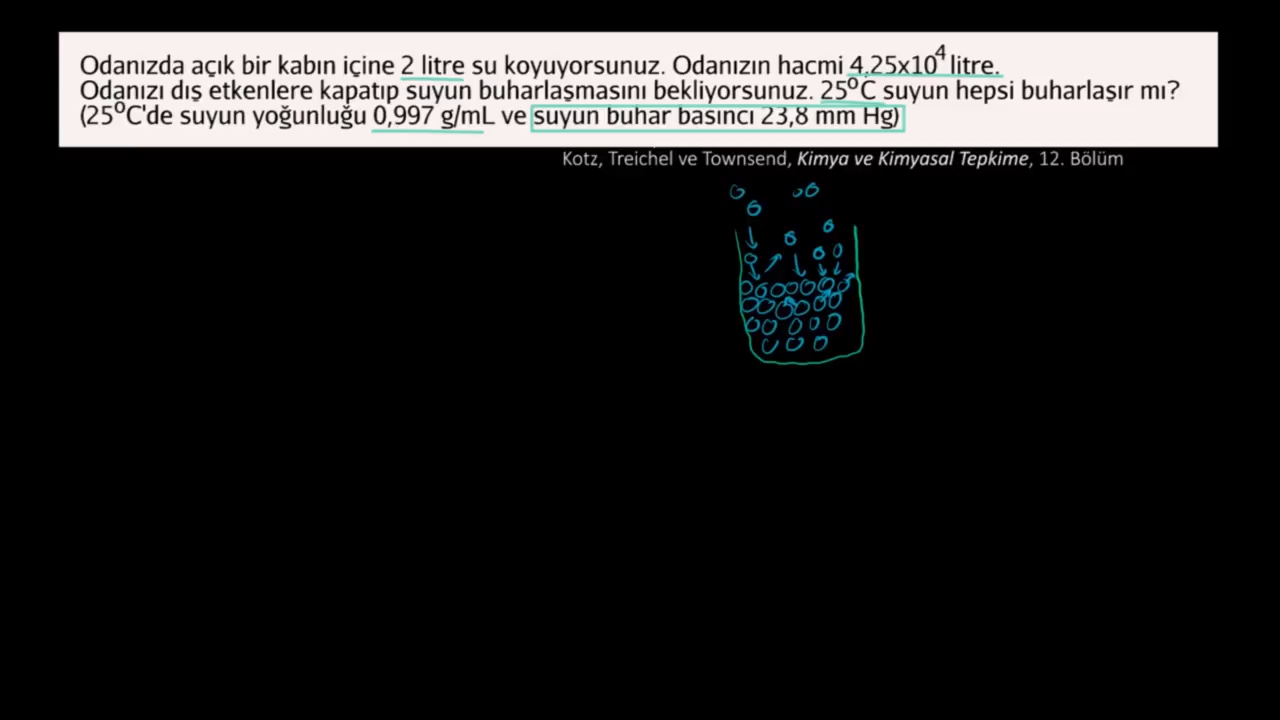 Odanızda açık bir kabın içine 2 litre su koyuyorsunuz. Odanızın hacmi 4,25x10⁴ litre.
Odanızı dış etkenlere kapatıp suyun buharlaşmasını bekliyorsunuz. 25⁰C suyun hepsi buharlaşır mı?
(25⁰C'de suyun yoğunluğu 0,997 g/mL ve suyun buhar basıncı 23,8 mm Hg)
Kotz, Treichel ve Townsend, Kimya ve Kimyasal Tepkime, 12. Bölüm